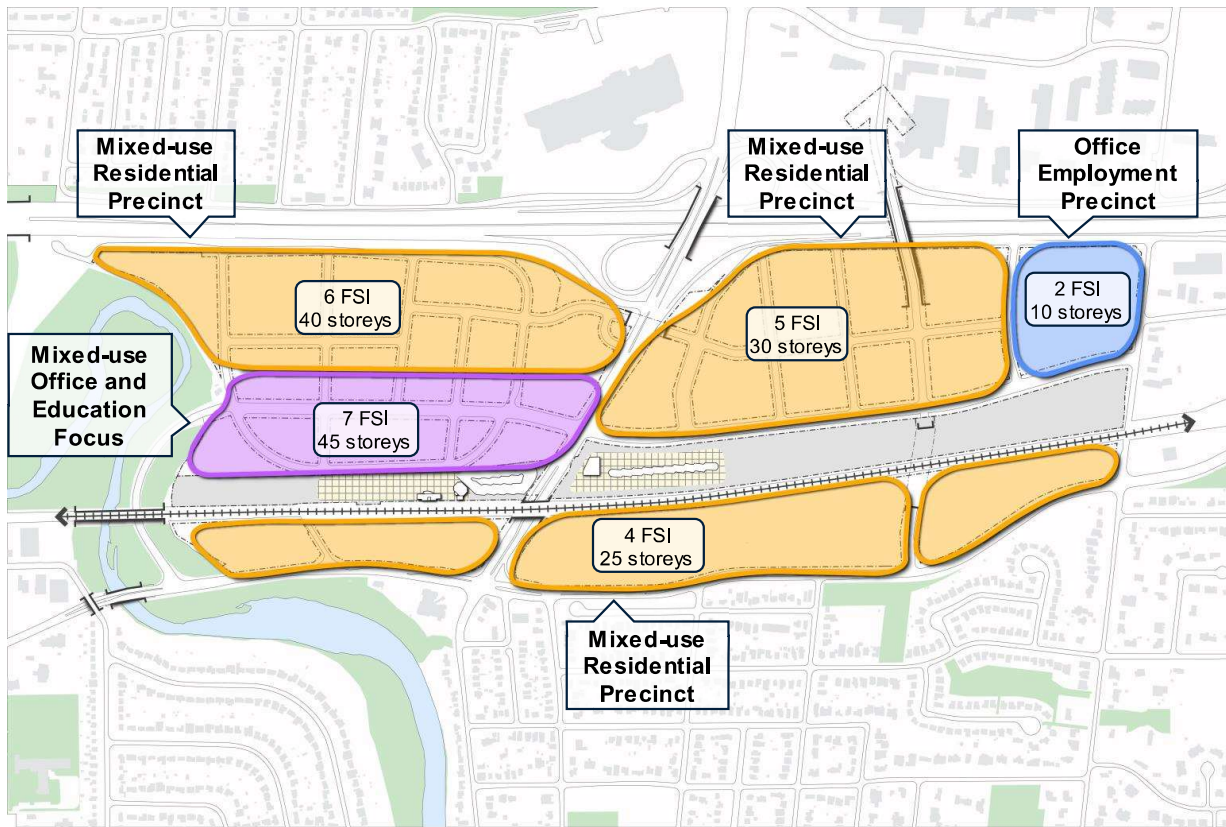 Mixed-use
Residential
Precinct
Mixed-use
Residential
Precinct
Office
Employment
Precinct
6 FSI
40 storeys
5 FSI
30 storeys
2 FSI
10 storeys
Mixed-use
Office and
Education
Focus
7 FSI
45 storeys
4 FSI
25 storeys
Mixed-use
Residential
Precinct